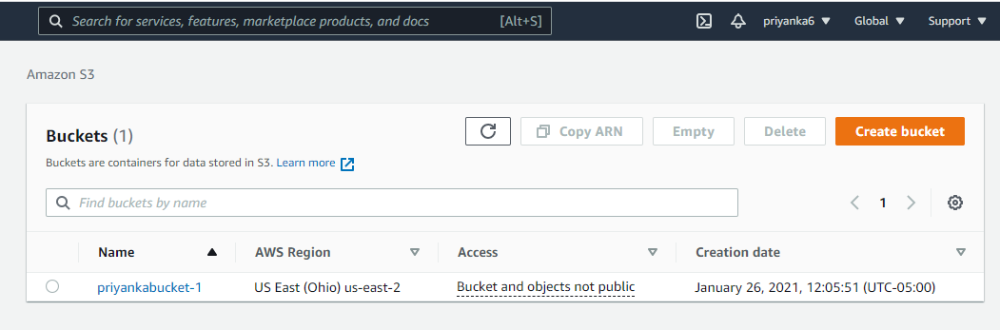 Search for services, features, marketplace products, and docs [Alt+S] priyanka6 Global Support
Amazon S3
Buckets (1) Copy ARN Empty Delete Create bucket
Buckets are containers for data stored in S3. Learn more
Find buckets by name 1
Name AWS Region Access Creation date
priyankabucket-1 US East (Ohio) us-east-2 Bucket and objects not public January 26, 2021, 12:05:51 (UTC-05:00)